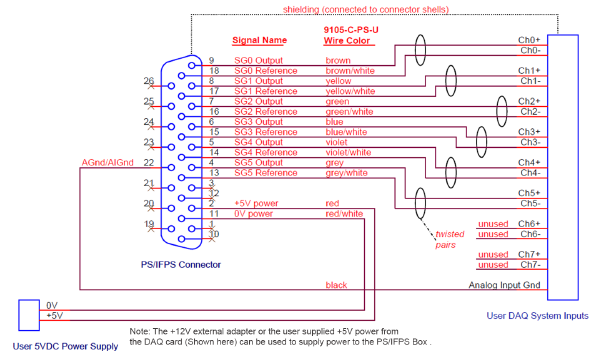 shielding (connected to connector shells)
Signal Name
9105-C-PS-U
Wire Color
9 SG0 Output brown Ch0+
18 SG0 Reference brown/white Ch0-
8 SG1 Output yellow Ch1+
17 SG1 Reference yellow/white Ch1-
7 SG2 Output green Ch2+
16 SG2 Reference green/white Ch2-
6 SG3 Output blue Ch3+
15 SG3 Reference blue/white Ch3-
5 SG4 Output violet
14 SG4 Reference violet/white
4 SG5 Output grey Ch4+
13 SG5 Reference grey/white Ch4-
3
12
2 +5V power red Ch5+
11 0V power red/white Ch5-
1
10
26
25
24
23
AGnd/AIGnd 22
21
20
19
twisted
pairs
unused Ch6+
unused Ch6-
unused Ch7+
unused Ch7-
black Analog Input Gnd
PS/IFPS Connector
User DAQ System Inputs
0V
+5V
User 5VDC Power Supply
Note: The +12V external adapter or the user supplied +5V power from
the DAQ card (Shown here) can be used to supply power to the PS/IFPS Box .